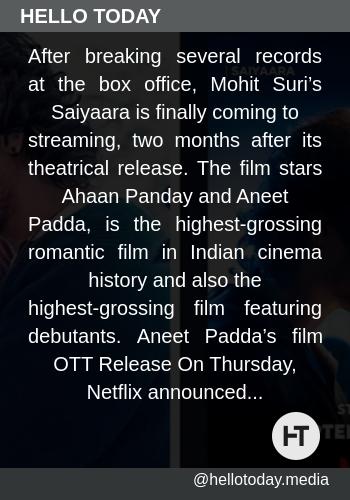 HELLO TODAY
SAIYAARA
After breaking several records
at the box office, Mohit Suri's
Saiyaara is finally coming to
streaming, two months after its
theatrical release. The film stars
Ahaan Panday and Aneet
Padda, is the highest-grossing
romantic film in Indian cinema
history and also the
highest-grossing film featuring
debutants. Aneet Padda's film
OTT Release On Thursday,
Netflix announced...
HT
@hellotoday.media